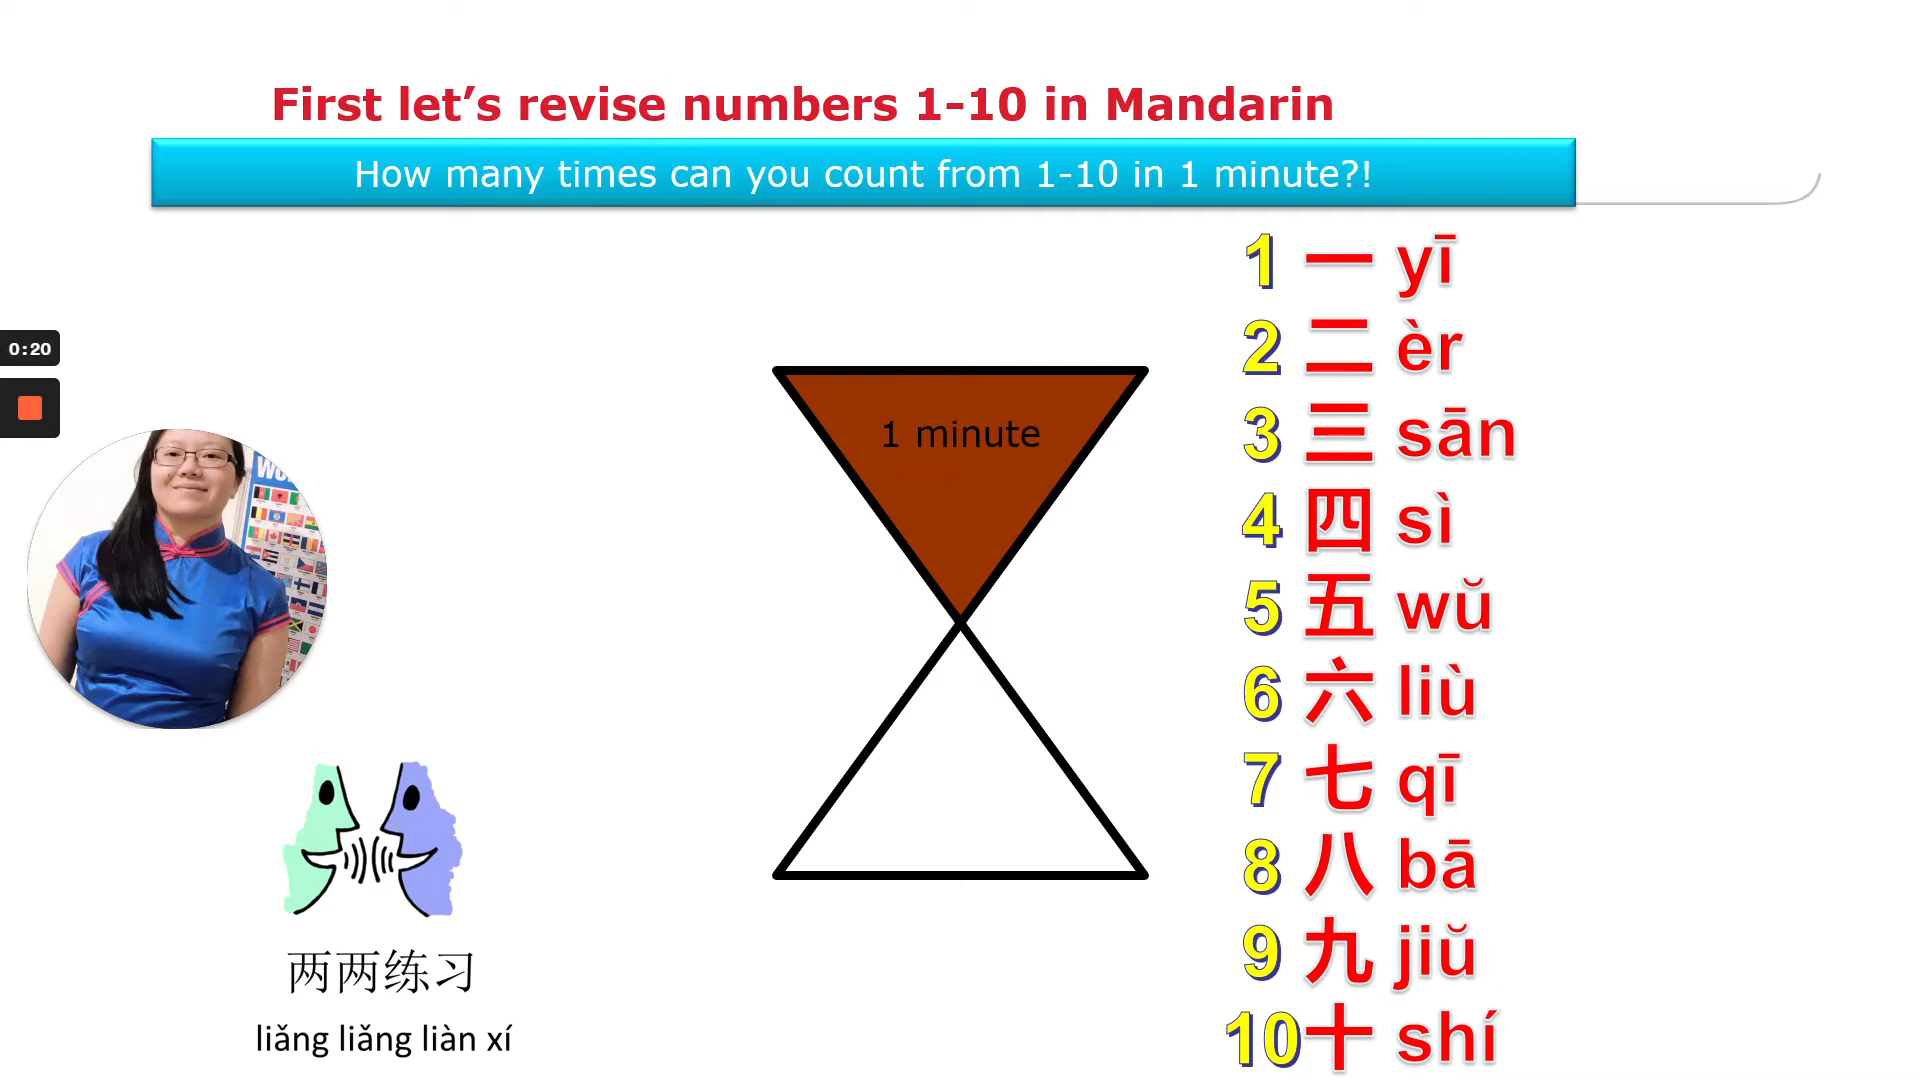 First let’s revise numbers 1-10 in Mandarin
How many times can you count from 1-10 in 1 minute?!
0:20
1 minute
1 一 yī
2 二 èr
3 三 sān
4 四 sì
5 五 wŭ
6 六 liù
7 七 qī
8 八 bā
9 九 jiŭ
10 十 shí
两两练习
liǎng liǎng liàn xí